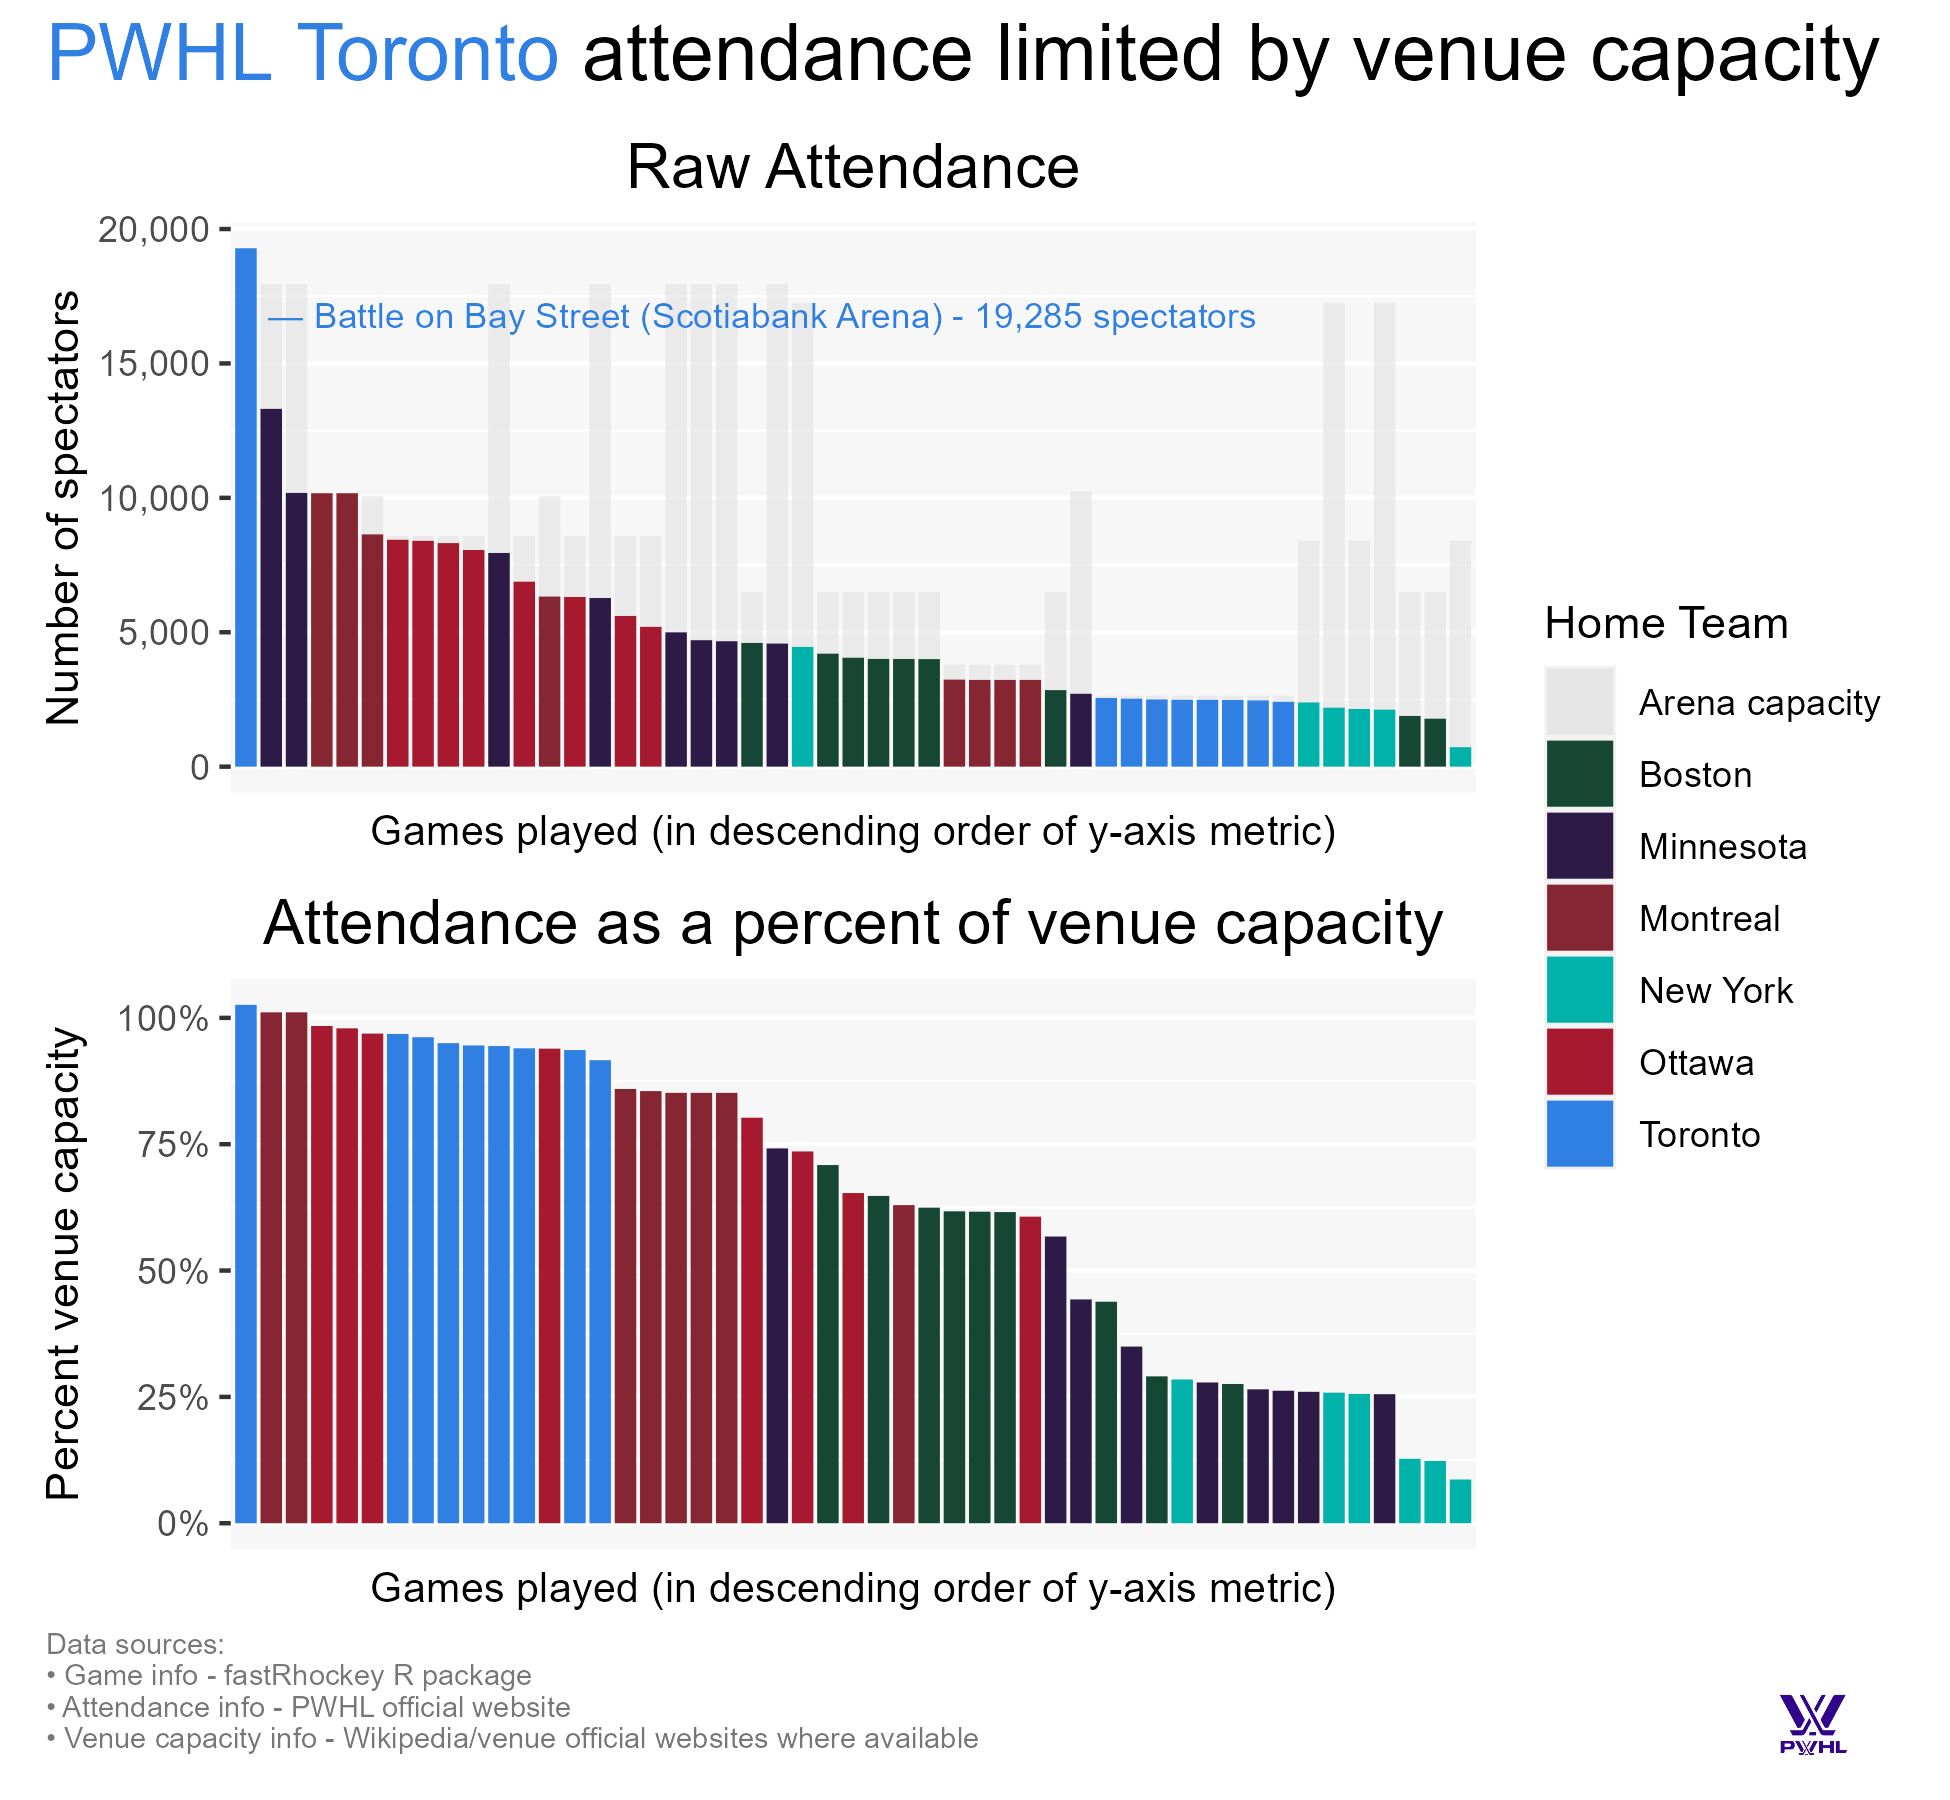 PWHL Toronto attendance limited by venue capacity
Raw Attendance
Number of spectators
20,000
15,000
10,000
5,000
0
— Battle on Bay Street (Scotiabank Arena) - 19,285 spectators
Games played (in descending order of y-axis metric)
Home Team
Arena capacity
Boston
Minnesota
Montreal
New York
Ottawa
Toronto
Attendance as a percent of venue capacity
Percent venue capacity
100%
75%
50%
25%
0%
Games played (in descending order of y-axis metric)
Data sources:
• Game info - fastRhockey R package
• Attendance info - PWHL official website
• Venue capacity info - Wikipedia/venue official websites where available
PWHL